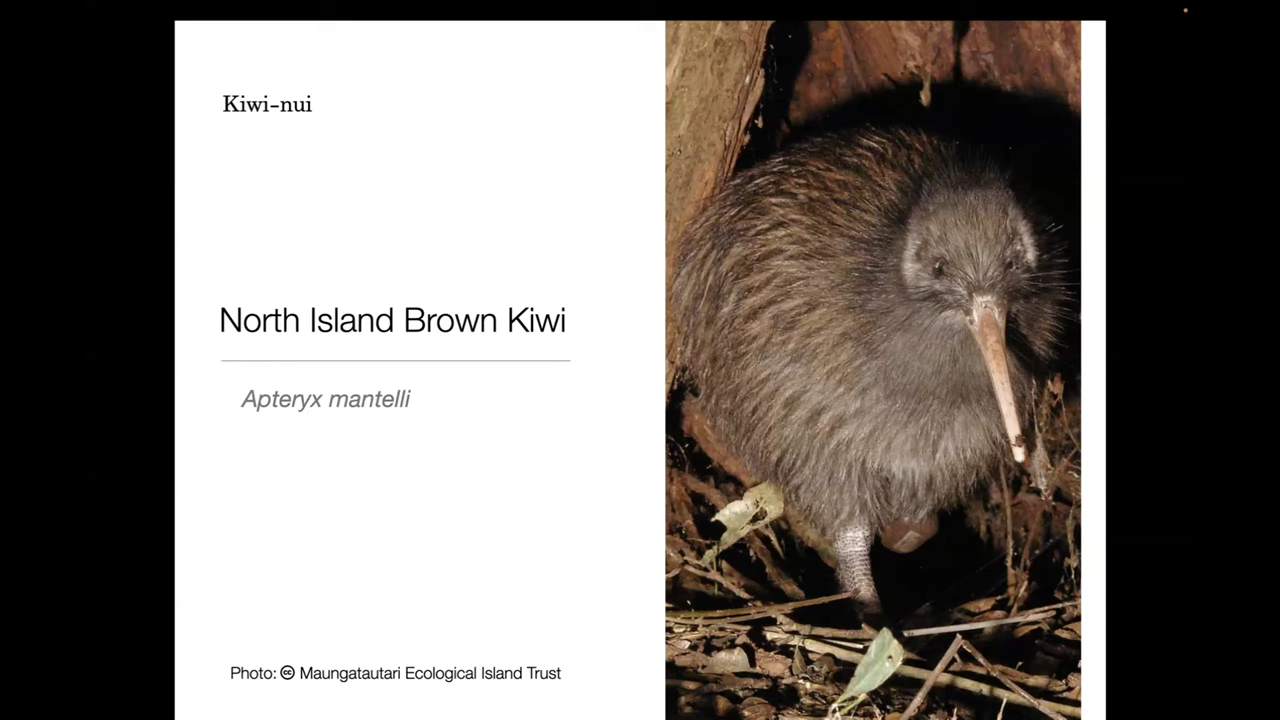 Kiwi-nui
North Island Brown Kiwi
Apteryx mantelli
Photo: 🅭 Maungatautari Ecological Island Trust